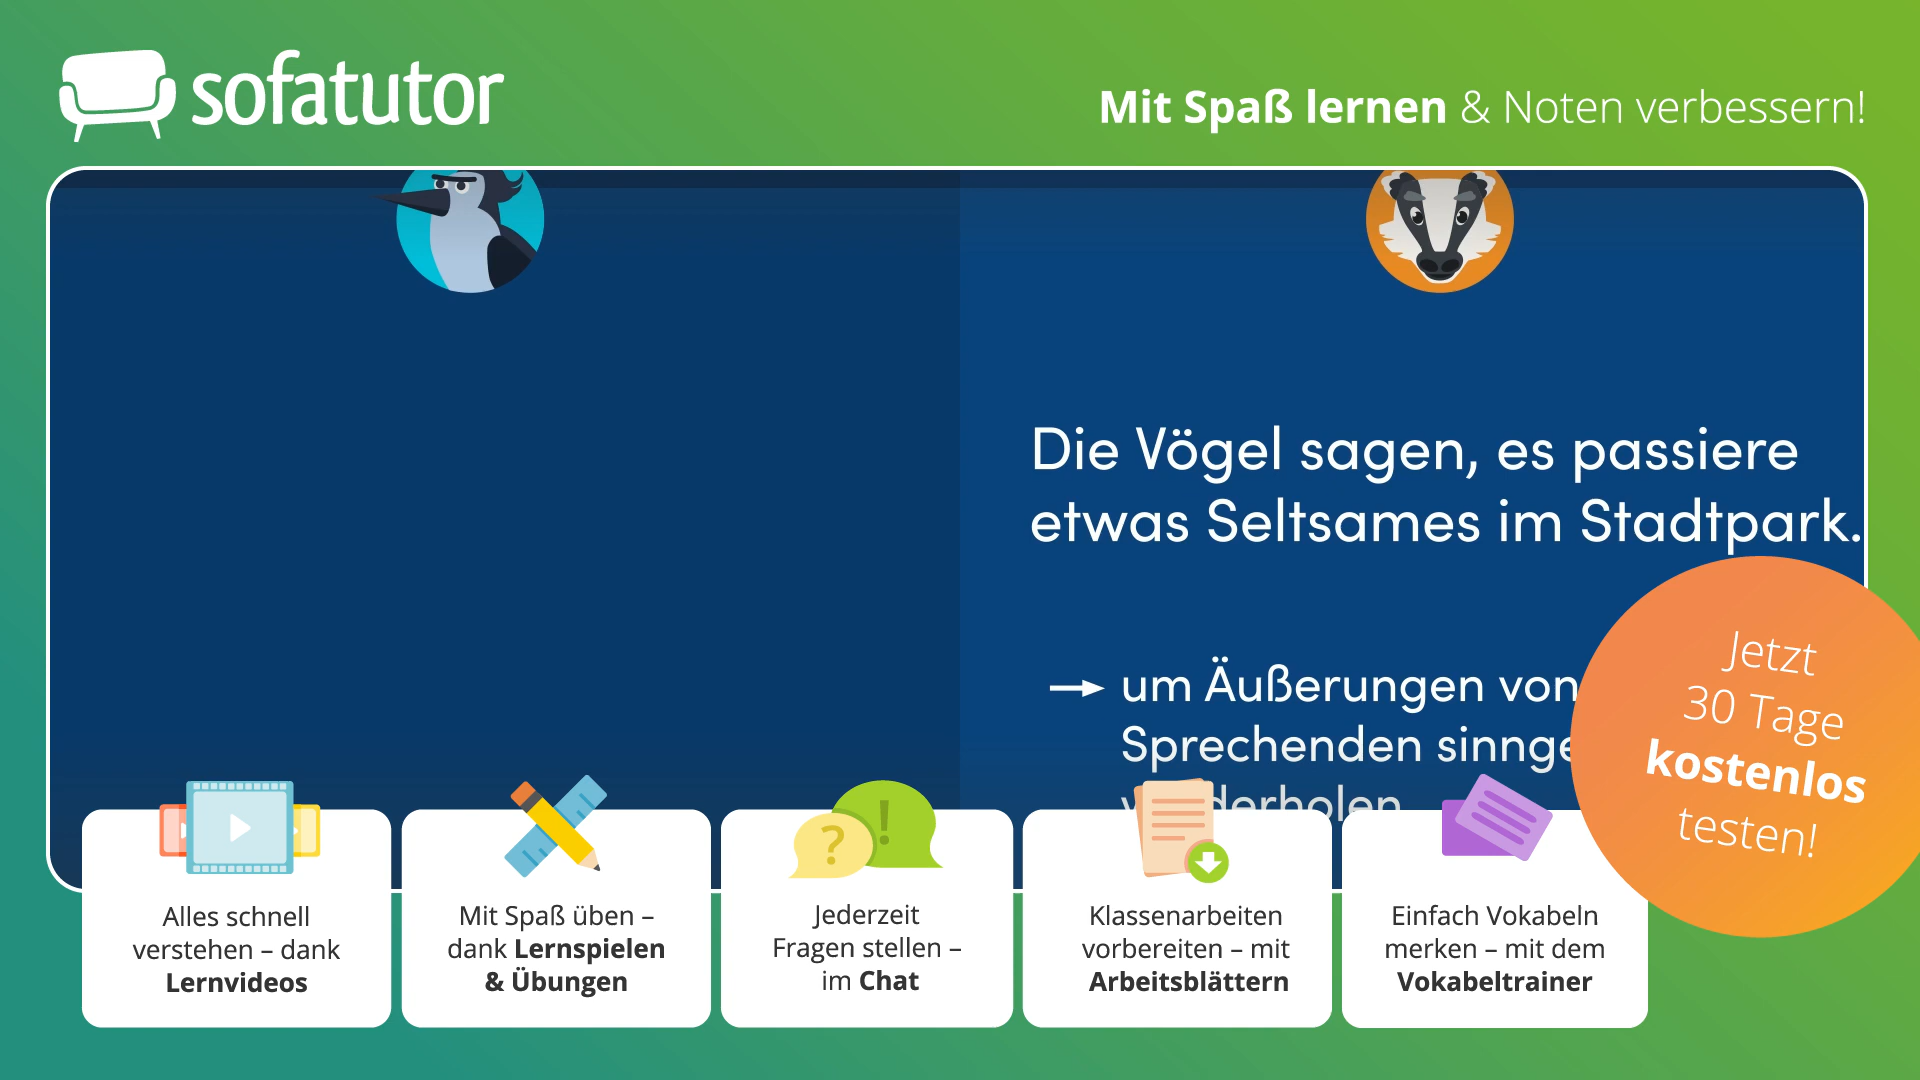 sofatutor
Mit Spaß lernen & Noten verbessern!
Die Vögel sagen, es passiere
etwas Seltsames im Stadtpark.
um Äußerungen von
Sprechenden sinnge
Jetzt
30 Tage
kostenlos
testen!
?
!
Alles schnell
verstehen – dank
Lernvideos
Mit Spaß üben –
dank Lernspielen
& Übungen
Jederzeit
Fragen stellen –
im Chat
Klassenarbeiten
vorbereiten – mit
Arbeitsblättern
Einfach Vokabeln
merken – mit dem
Vokabeltrainer